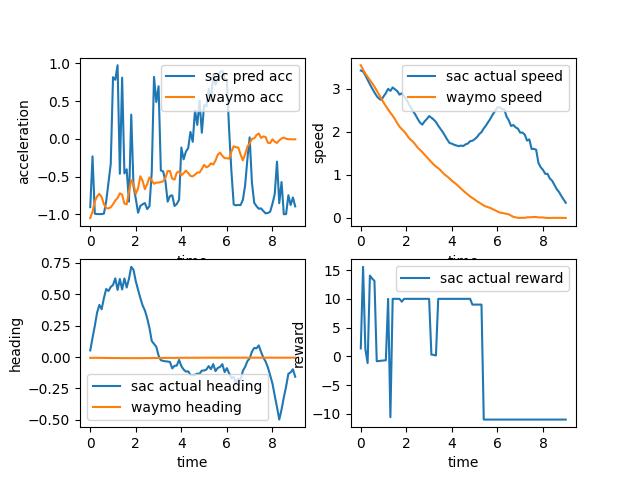 sac pred acc
waymo acc
acceleration
1.0
0.5
0.0
−0.5
−1.0
0 2 4 6 8
time
sac actual speed
waymo speed
speed
3
2
1
0
0 2 4 6 8
time
sac actual heading
waymo heading
heading
0.75
0.50
0.25
0.00
−0.25
−0.50
0 2 4 6 8
time
sac actual reward
reward
15
10
5
0
−5
−10
0 2 4 6 8
time